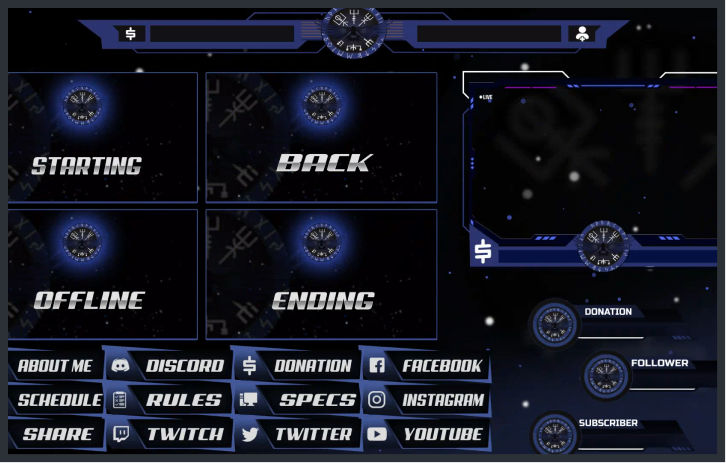 STARTING
BACK
LIVE
OFFLINE
ENDING
DONATION
FOLLOWER
SUBSCRIBER
ABOUT ME
DISCORD
DONATION
FACEBOOK
SCHEDULE
RULES
SPECS
INSTAGRAM
SHARE
TWITCH
TWITTER
YOUTUBE